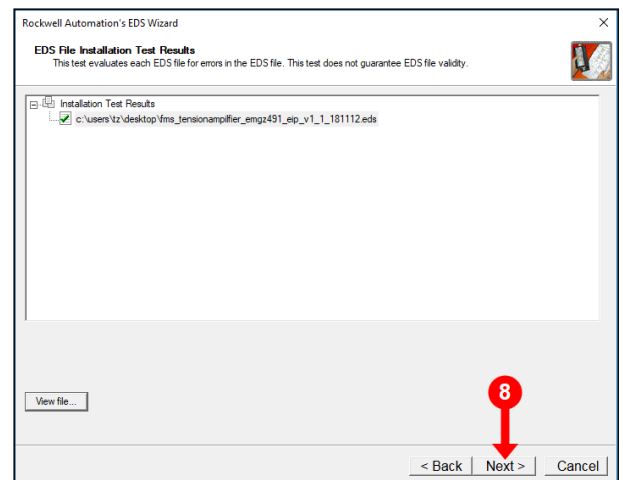 Rockwell Automation's EDS Wizard
EDS File Installation Test Results
This test evaluates each EDS file for errors in the EDS file. This test does not guarantee EDS file validity.
Installation Test Results
c:\users\tz\desktop\fms_tensionampilfier_emgz491_eip_v1_1_181112.eds
View file...
8
< Back
Next >
Cancel